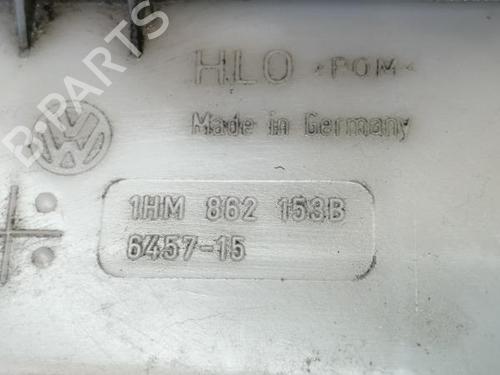 HLO >POM<
Made in Germany
1HM 862 153B
6457-15
B-PARTS